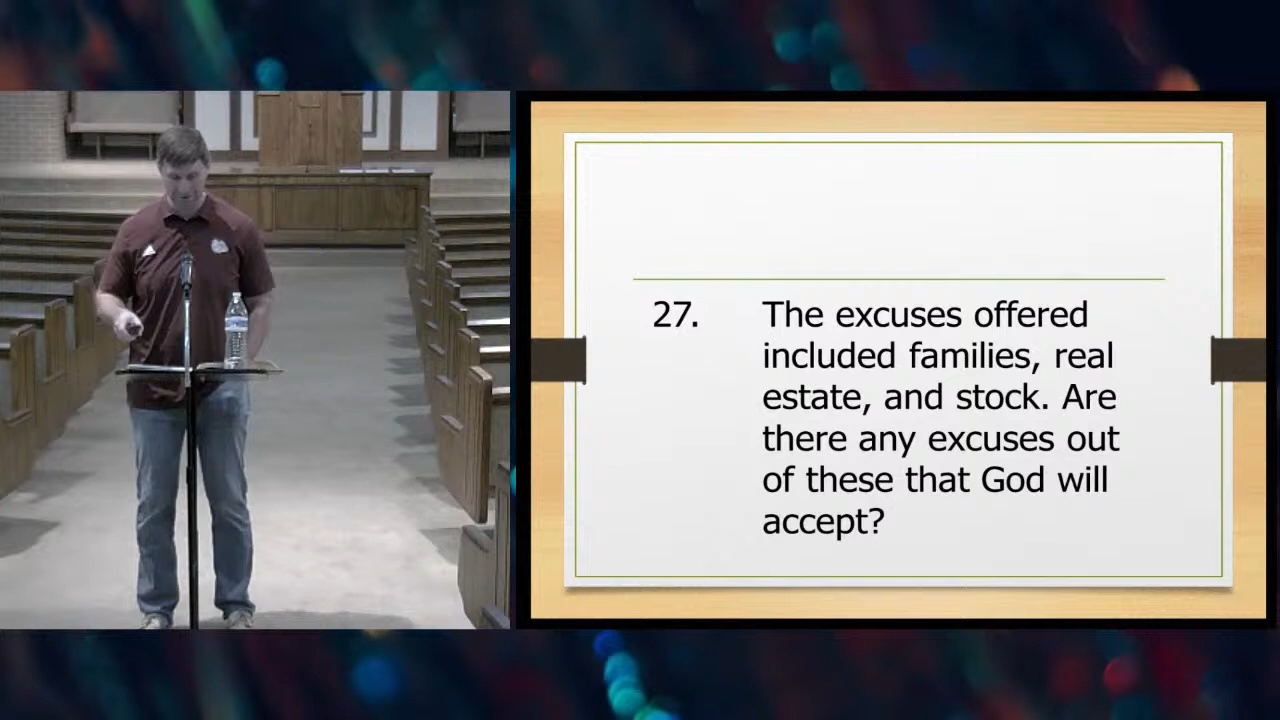 27. The excuses offered
included families, real
estate, and stock. Are
there any excuses out
of these that God will
accept?